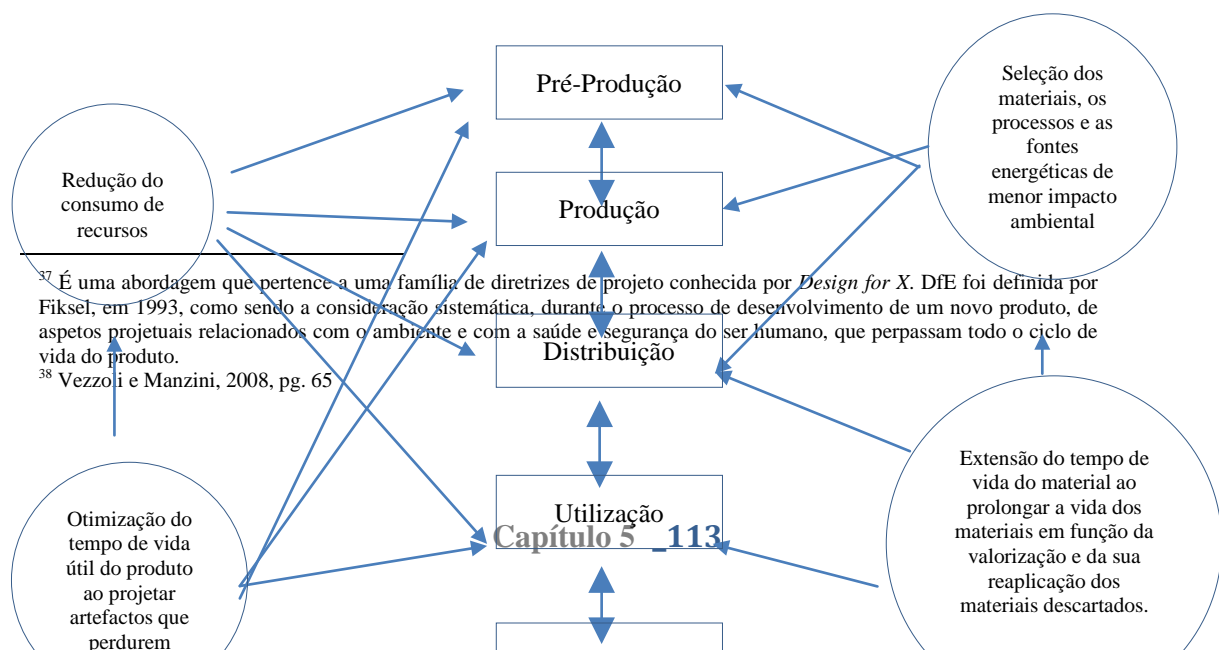 Pré-Produção
Seleção dos
materiais, os
processos e as
fontes
energéticas de
menor impacto
ambiental
Redução do
consumo de
recursos
Produção
37 É uma abordagem que pertence a uma família de diretrizes de projeto conhecida por Design for X. DfE foi definida por
Fiksel, em 1993, como sendo a consideração sistemática, durante o processo de desenvolvimento de um novo produto, de
aspetos projetuais relacionados com o ambiente e com a saúde e segurança do ser humano, que perpassam todo o ciclo de
vida do produto.
38 Vezzoli e Manzini, 2008, pg. 65
Distribuição
Utilização
Capítulo 5 _113
Otimização do
tempo de vida
útil do produto
ao projetar
artefactos que
perdurem
Extensão do tempo de
vida do material ao
prolongar a vida dos
materiais em função da
valorização e da sua
reaplicação dos
materiais descartados.